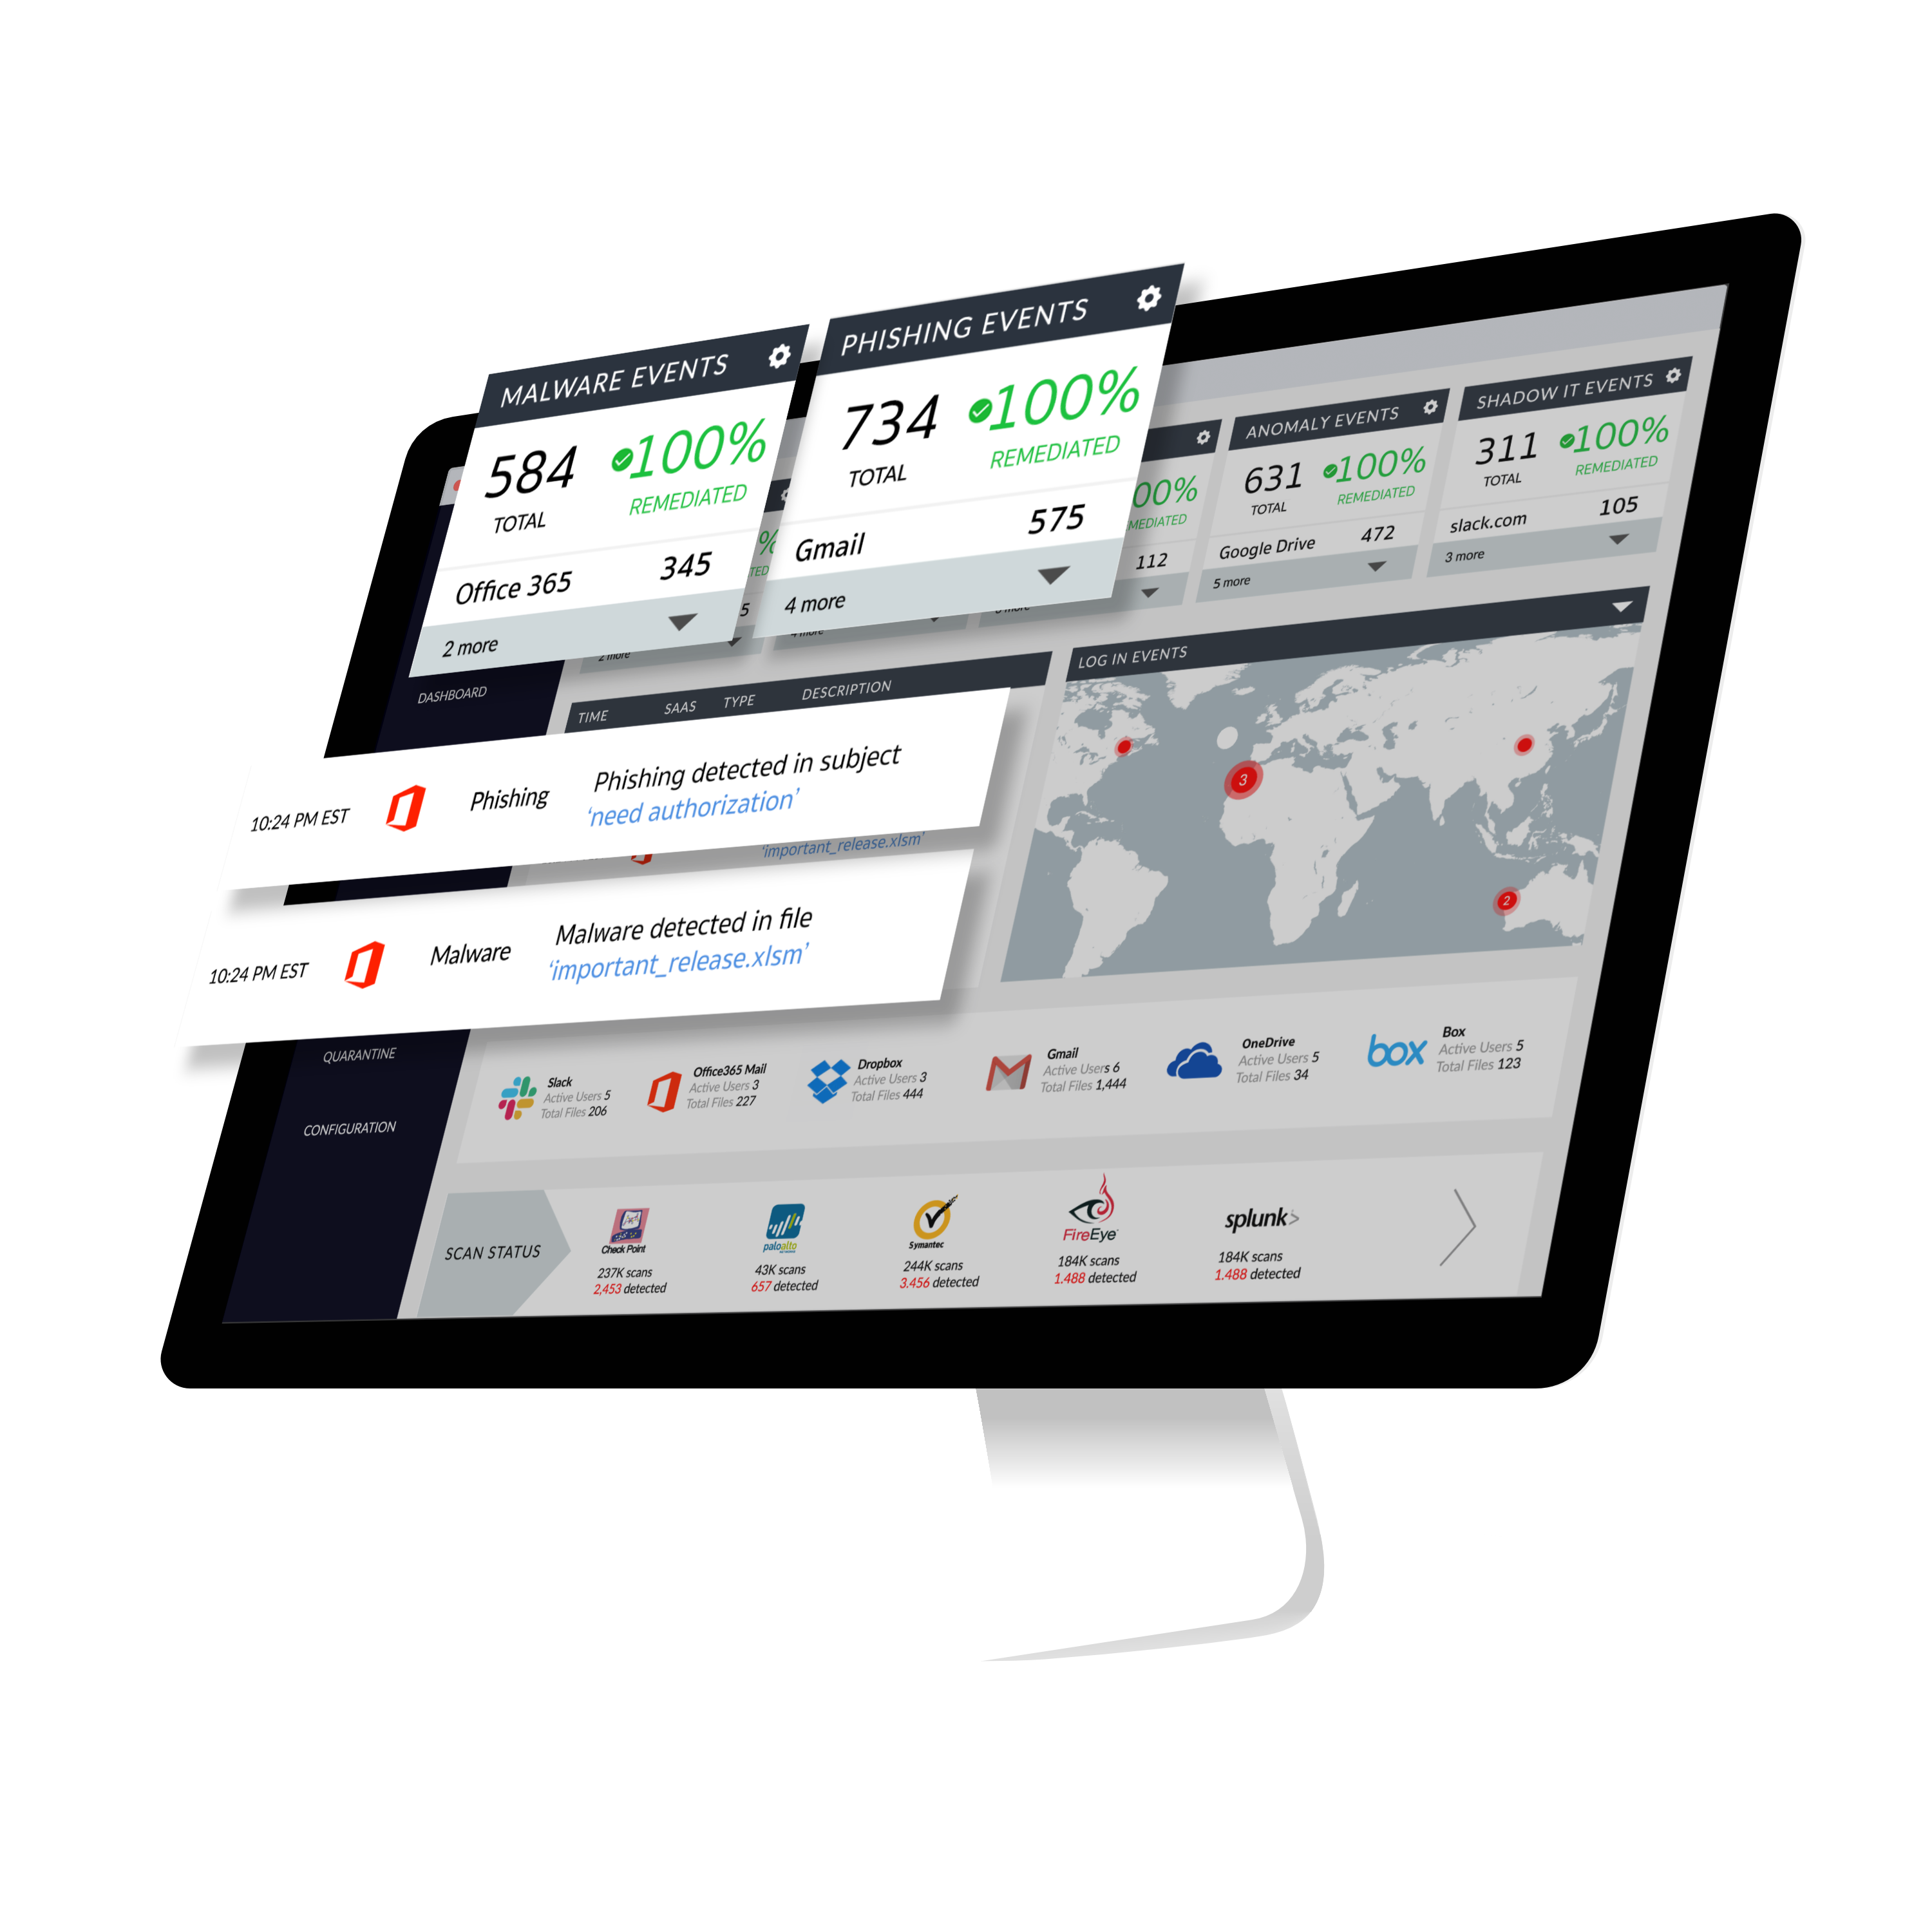 MALWARE EVENTS
584
100%
TOTAL
REMEDIATED
Office 365
345
2 more
PHISHING EVENTS
734
100%
TOTAL
REMEDIATED
Gmail
575
4 more
112
ANOMALY EVENTS
631
100%
TOTAL
REMEDIATED
Google Drive
472
5 more
SHADOW IT EVENTS
311
100%
TOTAL
REMEDIATED
slack.com
105
3 more
2 more
4 more
DASHBOARD
QUARANTINE
CONFIGURATION
TIME SAAS TYPE DESCRIPTION
10:24 PM EST
Phishing
Phishing detected in subject
‘need authorization’
‘important_release.xlsm’
10:24 PM EST
Malware
Malware detected in file
‘important_release.xlsm’
LOG IN EVENTS
3
2
Slack
Active Users 5
Total Files 206
Office365 Mail
Active Users 3
Total Files 227
Dropbox
Active Users 3
Total Files 444
Gmail
Active Users 6
Total Files 1,444
OneDrive
Active Users 5
Total Files 34
box
Box
Active Users 5
Total Files 123
SCAN STATUS
Check Point
237K scans
2,453 detected
paloalto
43K scans
657 detected
Symantec
244K scans
3.456 detected
FireEye
184K scans
1.488 detected
splunk>
184K scans
1.488 detected